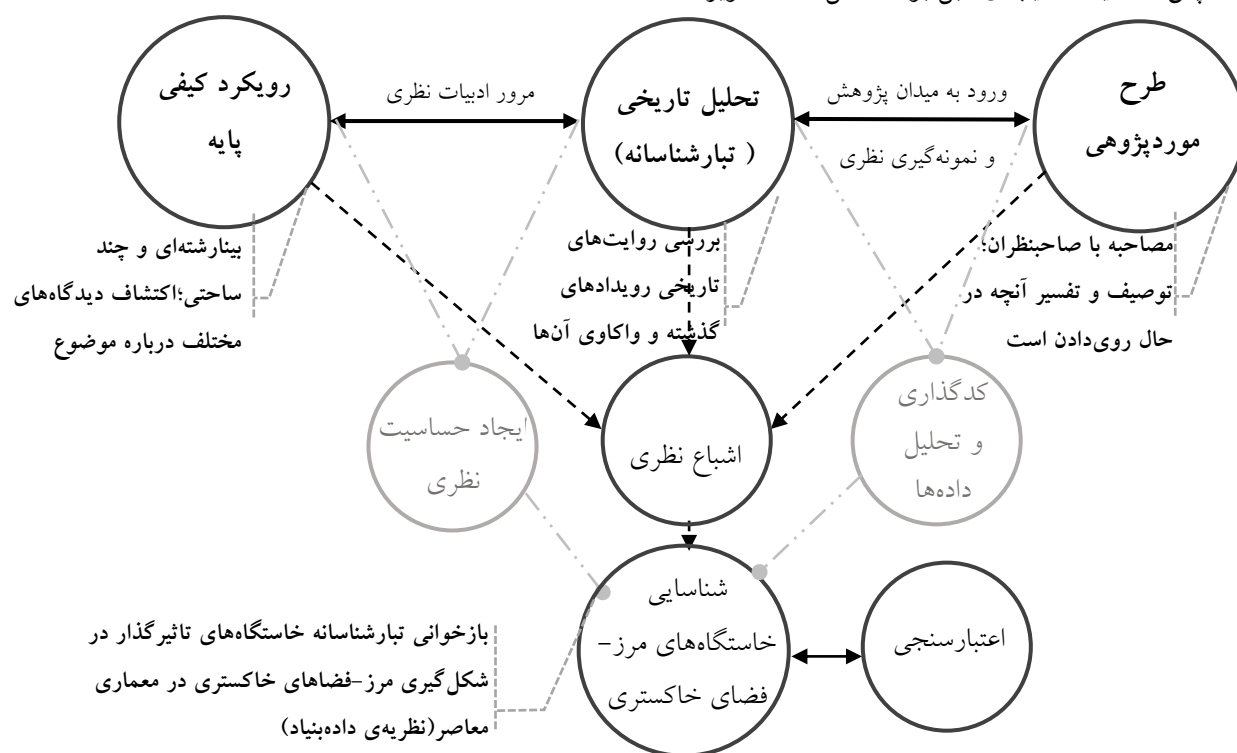 طرح
موردپژوهی
ورود به میدان پژوهش
و نمونه‌گیری نظری
تحلیل تاریخی
( تبارشناسانه)
مرور ادبیات نظری
رویکرد کیفی
پایه
مصاحبه با صاحبنظران؛
توصیف و تفسیر آنچه در
حال روی‌دادن است
بررسی روایت‌های
تاریخی رویدادهای
گذشته و واکاوی آن‌ها
بینارشته‌ای و چند
ساحتی؛اکتشاف دیدگاه‌های
مختلف درباره موضوع
کدگذاری
و تحلیل
داده‌ها
اشباع نظری
ایجاد حساسیت
نظری
شناسایی
خاستگاه‌های مرز-
فضای خاکستری
اعتبارسنجی
بازخوانی تبارشناسانه خاستگاه‌های تاثیرگذار در
شکل‌گیری مرز-فضاهای خاکستری در معماری
معاصر(نظریه‌ی داده‌بنیاد)